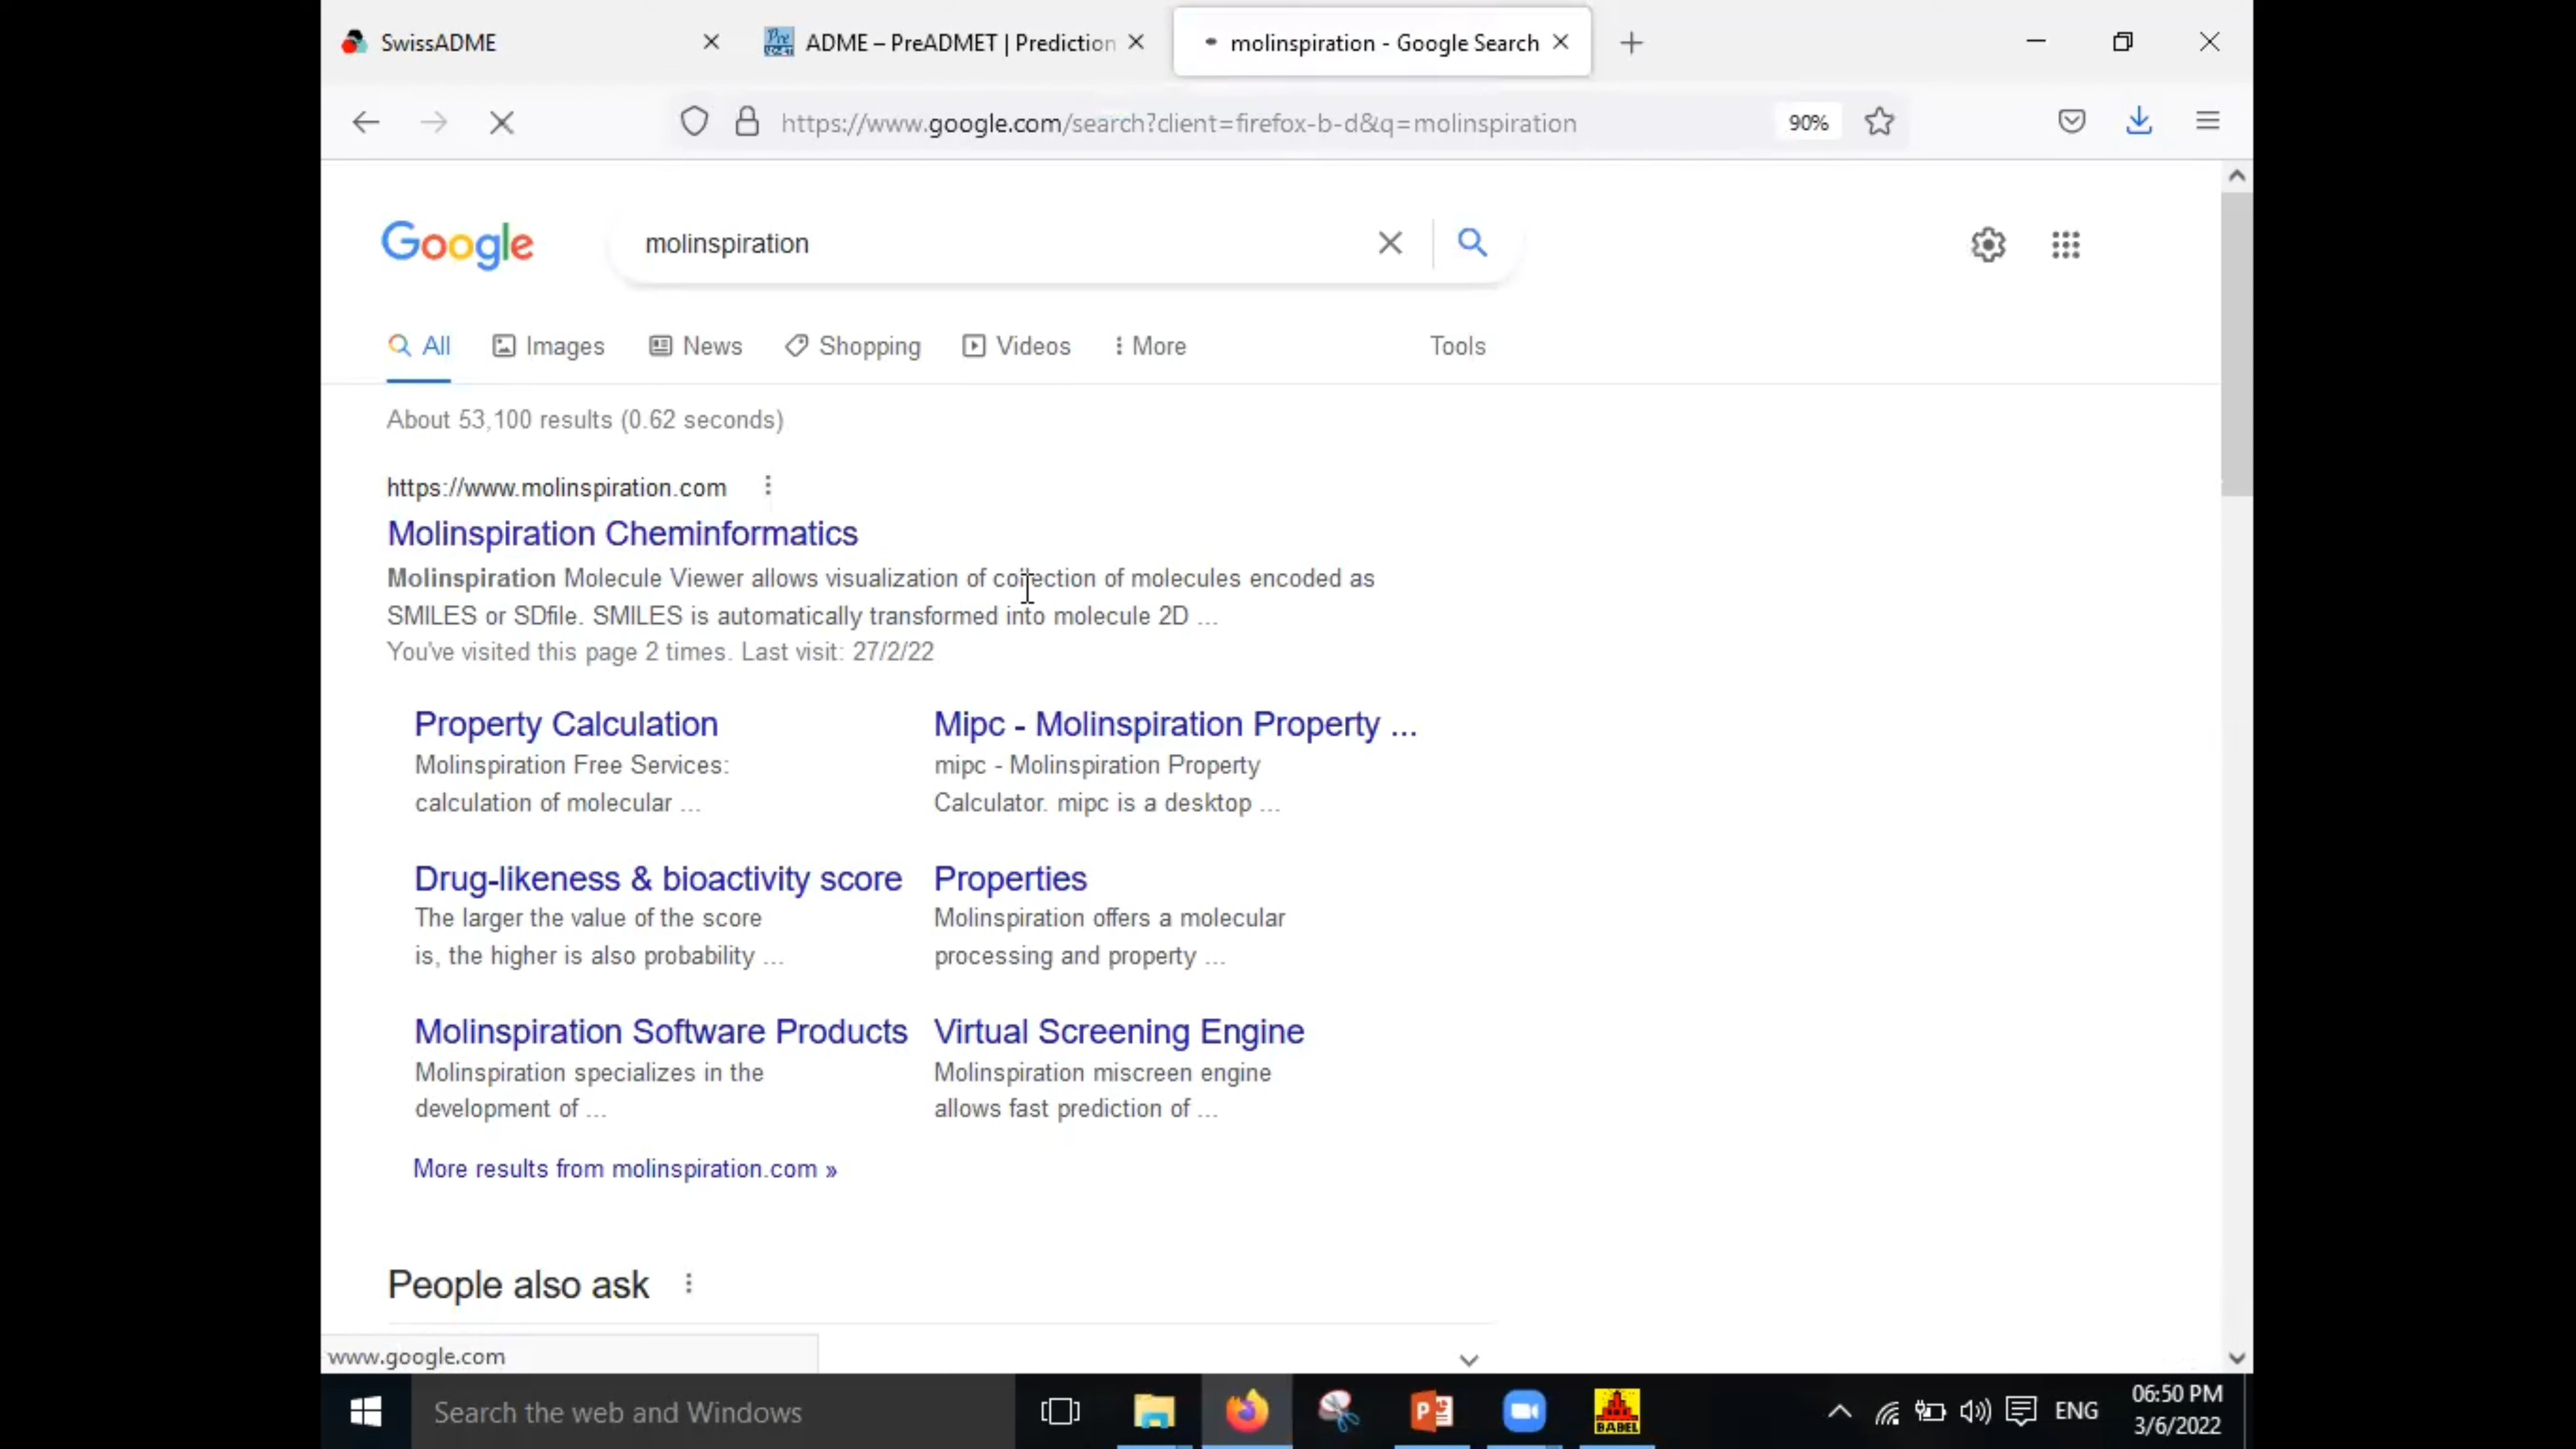 SwissADME
ADME – PreADMET | Prediction
molinspiration - Google Search
https://www.google.com/search?client=firefox-b-d&q=molinspiration
90%
Google
molinspiration
All
Images
News
Shopping
Videos
More
Tools
About 53,100 results (0.62 seconds)
https://www.molinspiration.com
Molinspiration Cheminformatics
Molinspiration Molecule Viewer allows visualization of collection of molecules encoded as
SMILES or SDfile. SMILES is automatically transformed into molecule 2D ...
You've visited this page 2 times. Last visit: 27/2/22
Property Calculation
Molinspiration Free Services:
calculation of molecular ...
Mipc - Molinspiration Property ...
mipc - Molinspiration Property
Calculator. mipc is a desktop ...
Drug-likeness & bioactivity score
The larger the value of the score
is, the higher is also probability ...
Properties
Molinspiration offers a molecular
processing and property ...
Molinspiration Software Products
Molinspiration specializes in the
development of ...
Virtual Screening Engine
Molinspiration miscreen engine
allows fast prediction of ...
More results from molinspiration.com »
People also ask
www.google.com
Search the web and Windows
BABEL
ENG
06:50 PM
3/6/2022